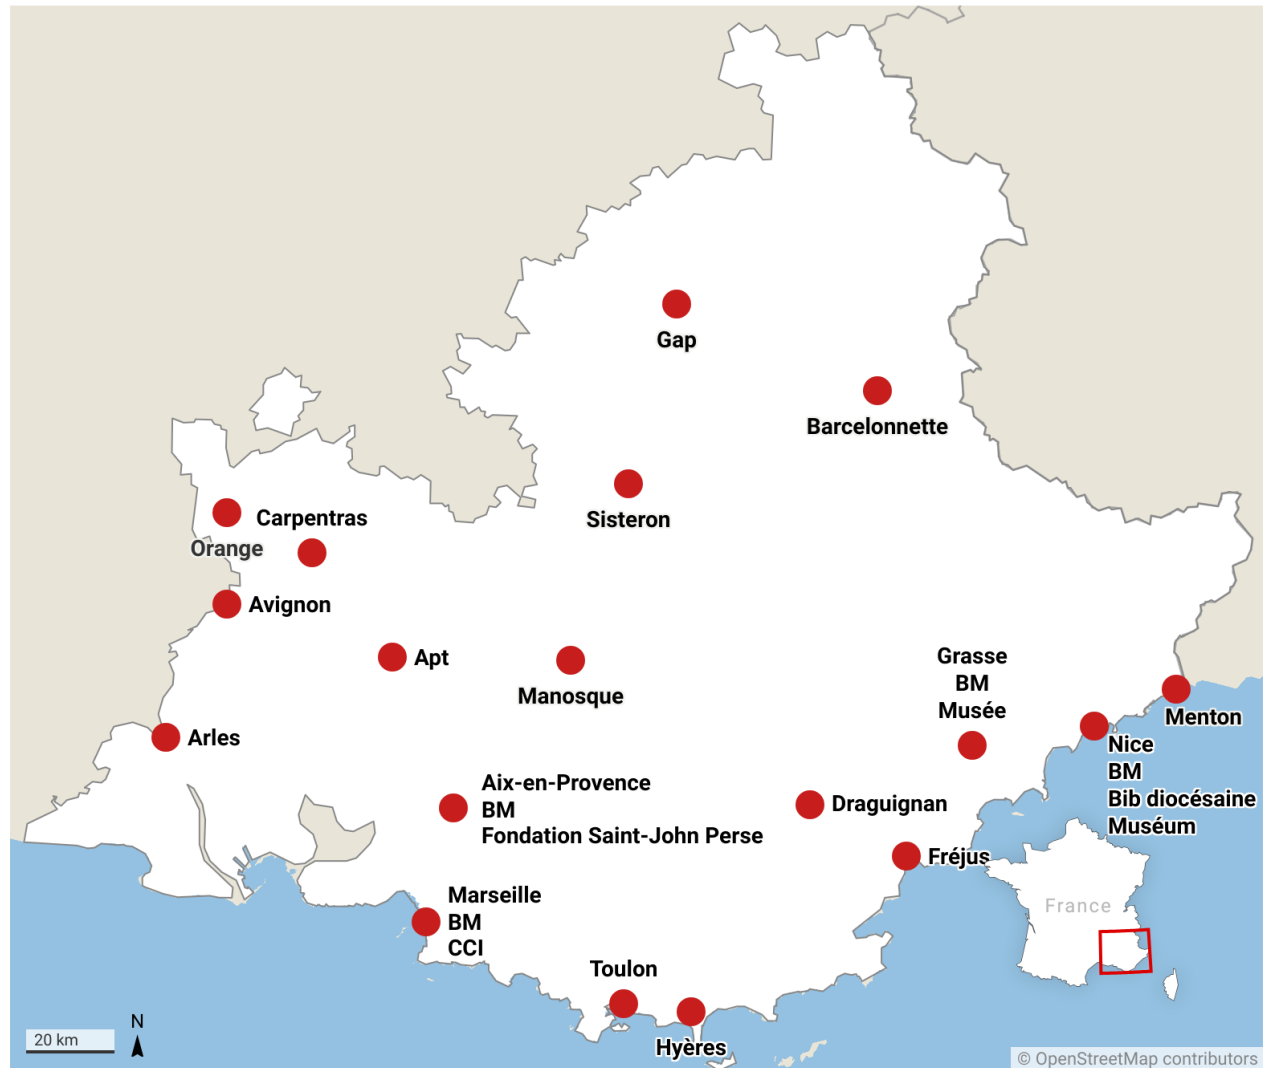 Gap
Barcelonnette
Sisteron
Carpentras
Orange
Avignon
Apt
Manosque
Grasse
BM
Musée
Menton
Arles
Nice
BM
Bib diocésaine
Muséum
Aix-en-Provence
BM
Fondation Saint-John Perse
Draguignan
Fréjus
Marseille
BM
CCI
France
Toulon
Hyères
N
20 km
© OpenStreetMap contributors